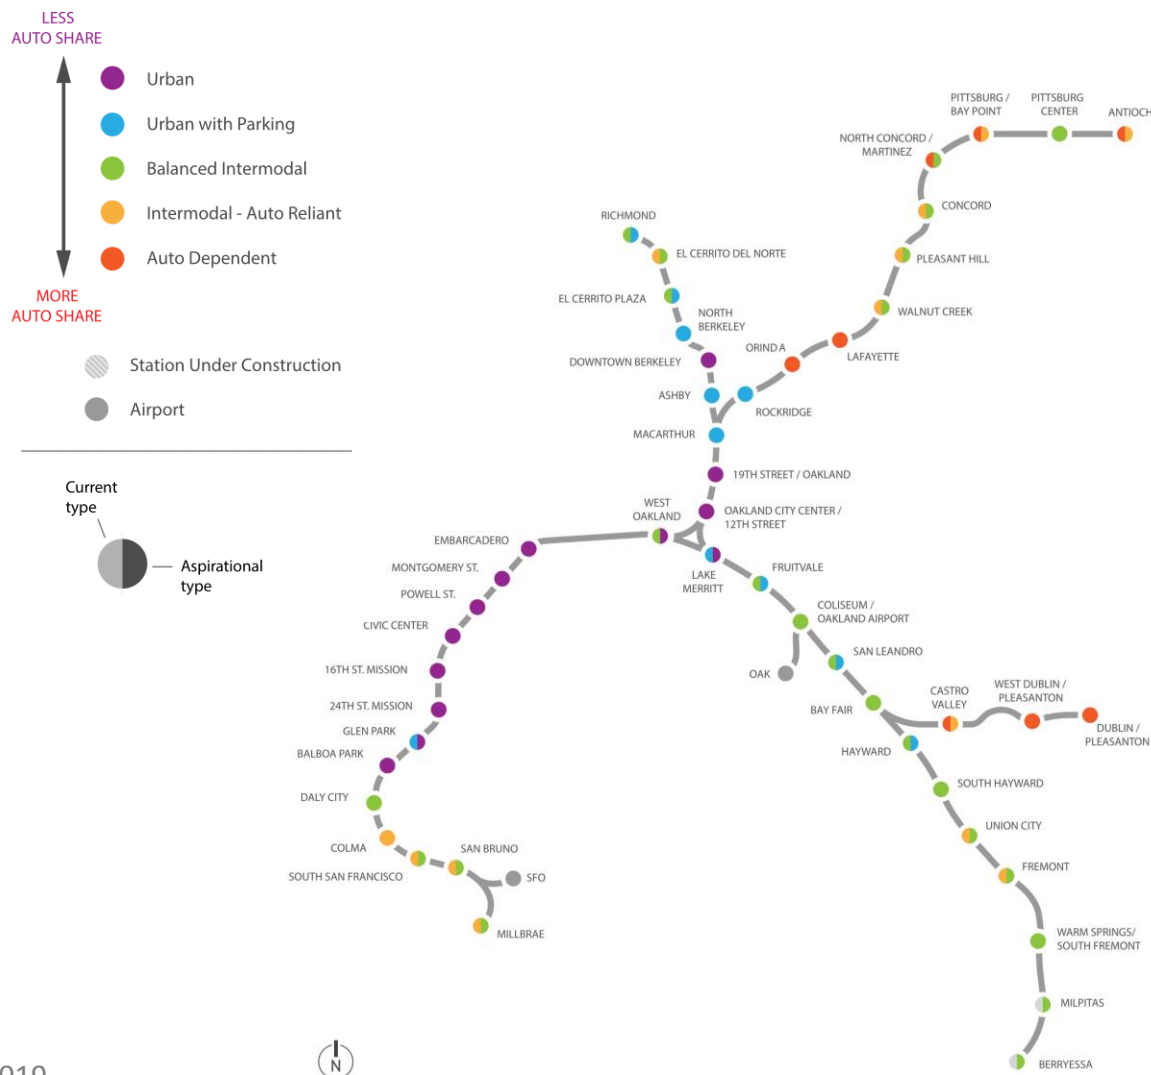 LESS
AUTO SHARE
Urban
Urban with Parking
Balanced Intermodal
Intermodal - Auto Reliant
Auto Dependent
MORE
AUTO SHARE
Station Under Construction
Airport
Current
type
Aspirational
type
PITTSBURG /
BAY POINT
PITTSBURG
CENTER
ANTIOCH
NORTH CONCORD /
MARTINEZ
CONCORD
PLEASANT HILL
WALNUT CREEK
LAFAYETTE
ORIND A
ROCKRIDGE
RICHMOND
EL CERRITO DEL NORTE
EL CERRITO PLAZA
NORTH
BERKELEY
DOWNTOWN BERKELEY
ASHBY
MACARTHUR
19TH STREET / OAKLAND
OAKLAND CITY CENTER /
12TH STREET
WEST
OAKLAND
LAKE
MERRITT
FRUITVALE
COLISEUM /
OAKLAND AIRPORT
OAK
SAN LEANDRO
BAY FAIR
CASTRO
VALLEY
WEST DUBLIN /
PLEASANTON
DUBLIN /
PLEASANTON
HAYWARD
SOUTH HAYWARD
UNION CITY
FREMONT
WARM SPRINGS/
SOUTH FREMONT
MILPITAS
BERRYESSA
EMBARCADERO
MONTGOMERY ST.
POWELL ST.
CIVIC CENTER
16TH ST. MISSION
24TH ST. MISSION
GLEN PARK
BALBOA PARK
DALY CITY
COLMA
SOUTH SAN FRANCISCO
SAN BRUNO
SFO
MILLBRAE
N